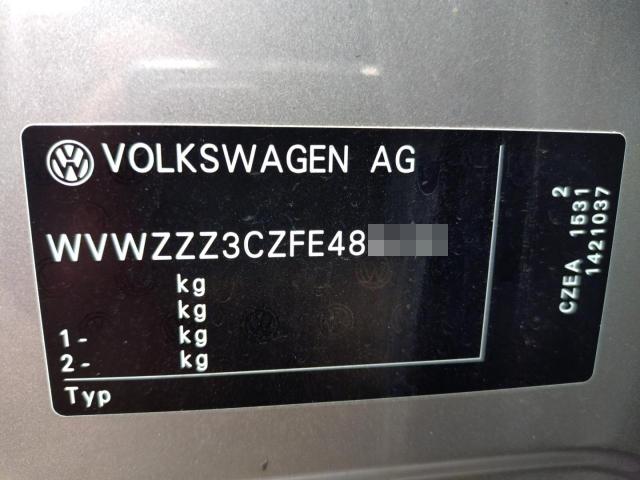 VOLKSWAGEN AG
WVWZZZ3CZFE48
kg
kg
1- kg
2- kg
Typ
2
CZEA 1531
1421037